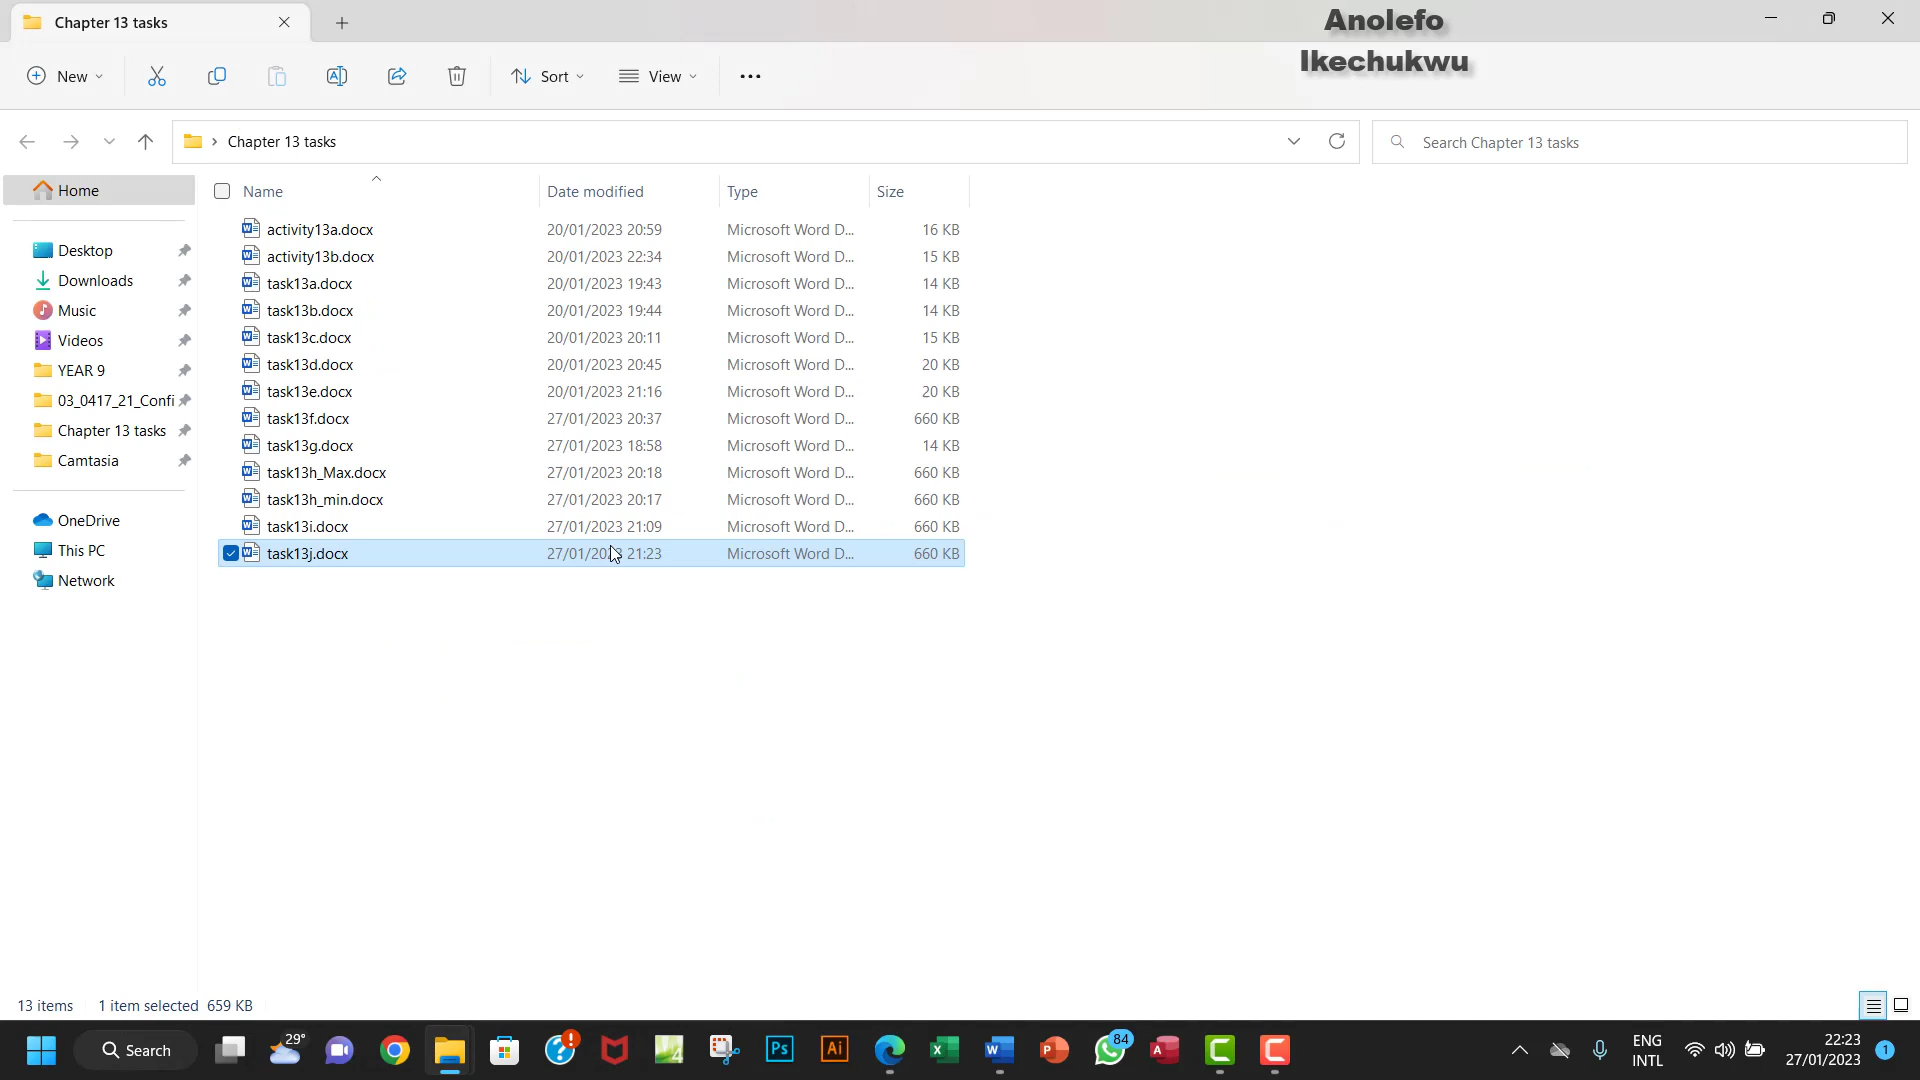 Chapter 13 tasks
Anolefo
Ikechukwu
New
Sort
View
Chapter 13 tasks
Search Chapter 13 tasks
Home
Name Date modified Type Size
activity13a.docx 20/01/2023 20:59 Microsoft Word D... 16 KB
activity13b.docx 20/01/2023 22:34 Microsoft Word D... 15 KB
task13a.docx 20/01/2023 19:43 Microsoft Word D... 14 KB
task13b.docx 20/01/2023 19:44 Microsoft Word D... 14 KB
task13c.docx 20/01/2023 20:11 Microsoft Word D... 15 KB
task13d.docx 20/01/2023 20:45 Microsoft Word D... 20 KB
task13e.docx 20/01/2023 21:16 Microsoft Word D... 20 KB
task13f.docx 27/01/2023 20:37 Microsoft Word D... 660 KB
task13g.docx 27/01/2023 18:58 Microsoft Word D... 14 KB
task13h_Max.docx 27/01/2023 20:18 Microsoft Word D... 660 KB
task13h_min.docx 27/01/2023 20:17 Microsoft Word D... 660 KB
task13i.docx 27/01/2023 21:09 Microsoft Word D... 660 KB
task13j.docx 27/01/2023 21:23 Microsoft Word D... 660 KB
Desktop
Downloads
Music
Videos
YEAR 9
03_0417_21_Confi
Chapter 13 tasks
Camtasia
OneDrive
This PC
Network
13 items 1 item selected 659 KB
Search
29°
Ps
Ai
84
ENG
INTL
22:23
27/01/2023
1